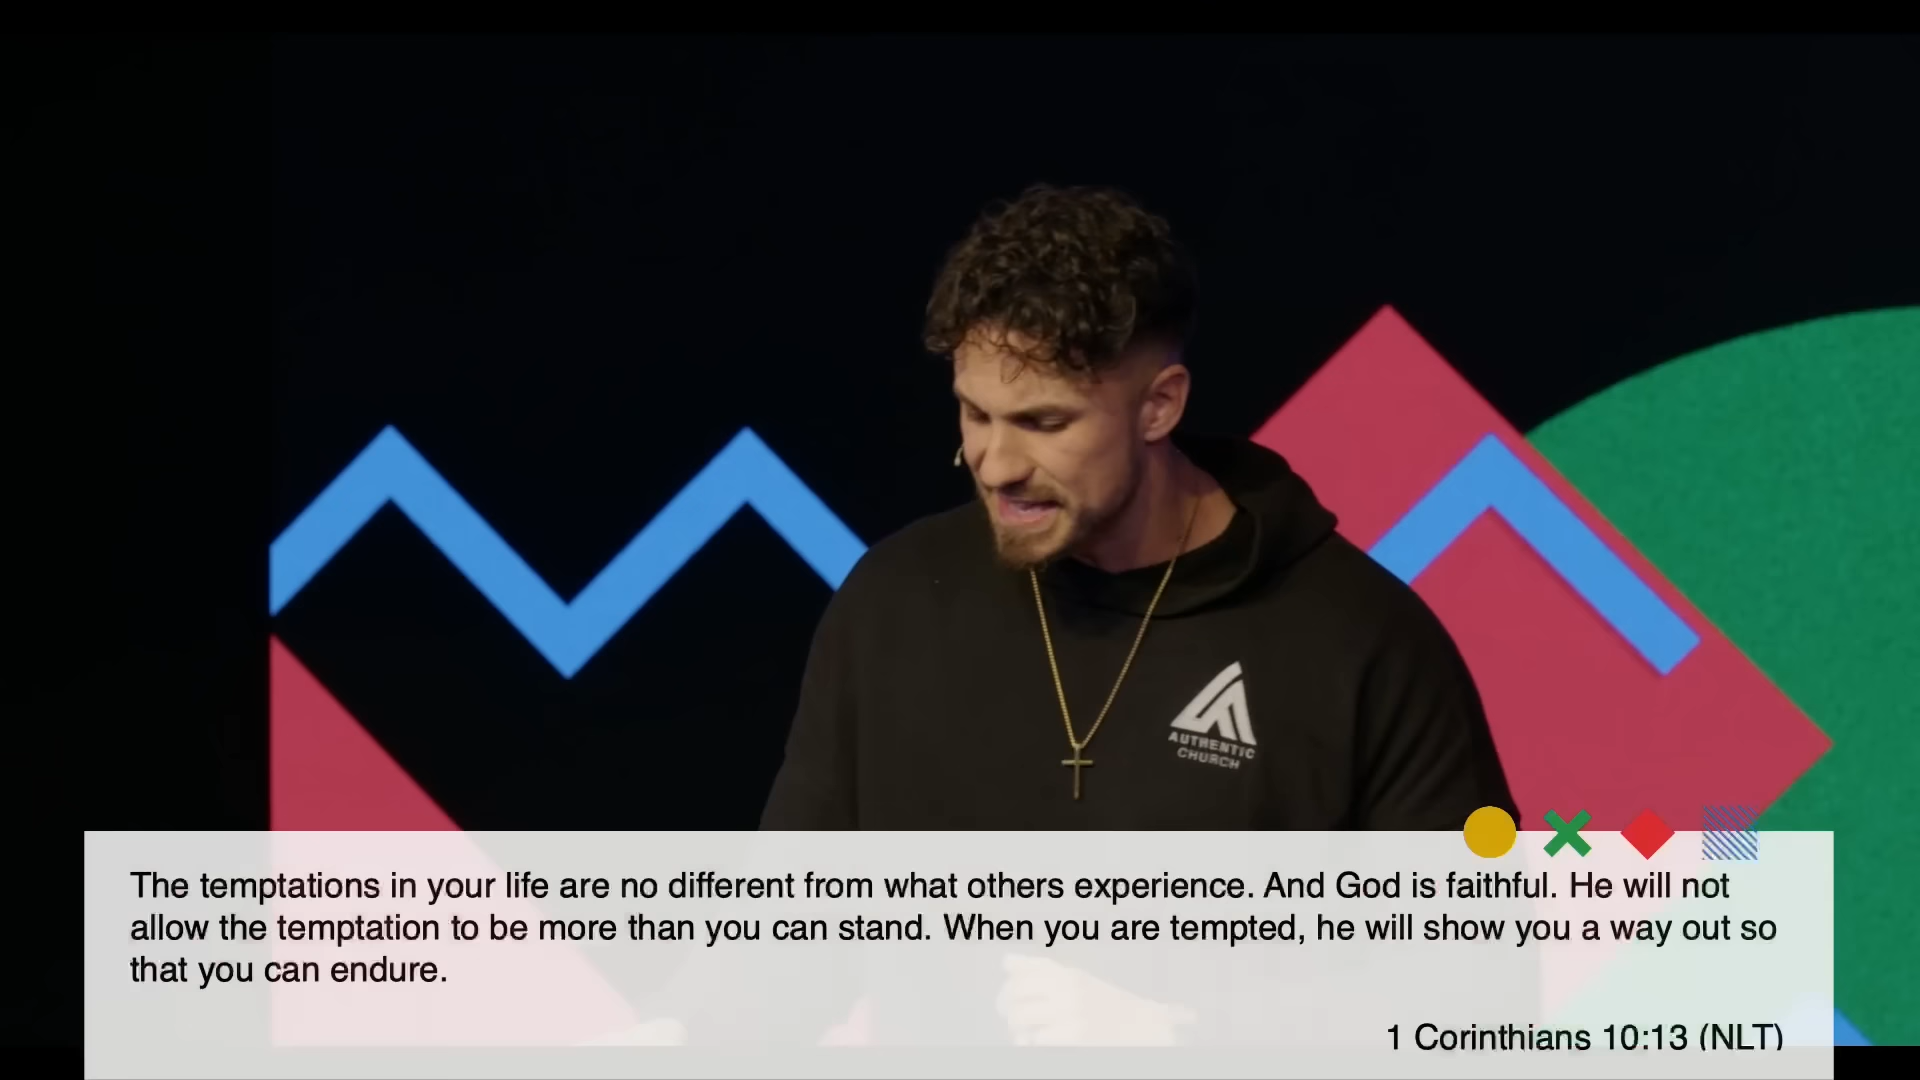 AUTHENTIC
CHURCH
The temptations in your life are no different from what others experience. And God is faithful. He will not
allow the temptation to be more than you can stand. When you are tempted, he will show you a way out so
that you can endure.
1 Corinthians 10:13 (NLT)